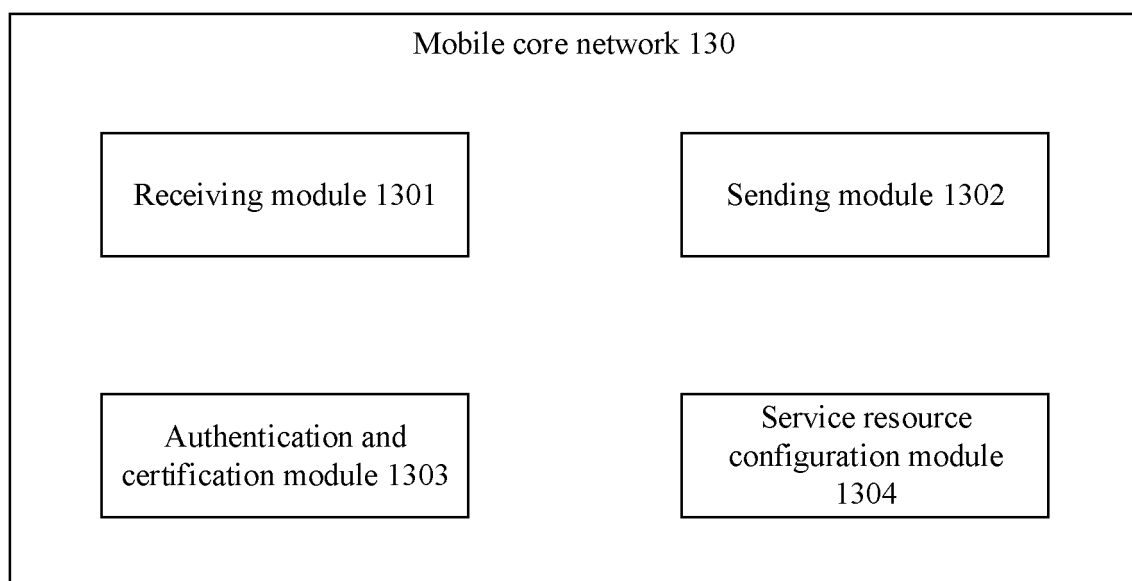 Mobile core network 130
Receiving module 1301
Sending module 1302
Authentication and
certification module 1303
Service resource
configuration module
1304